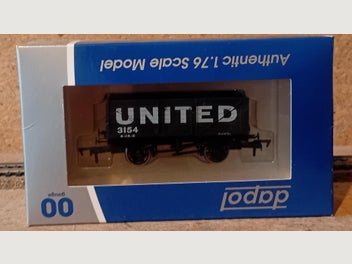 Authentic 1:76 Scale Model
dapol
UNITED
3154
gauge
00